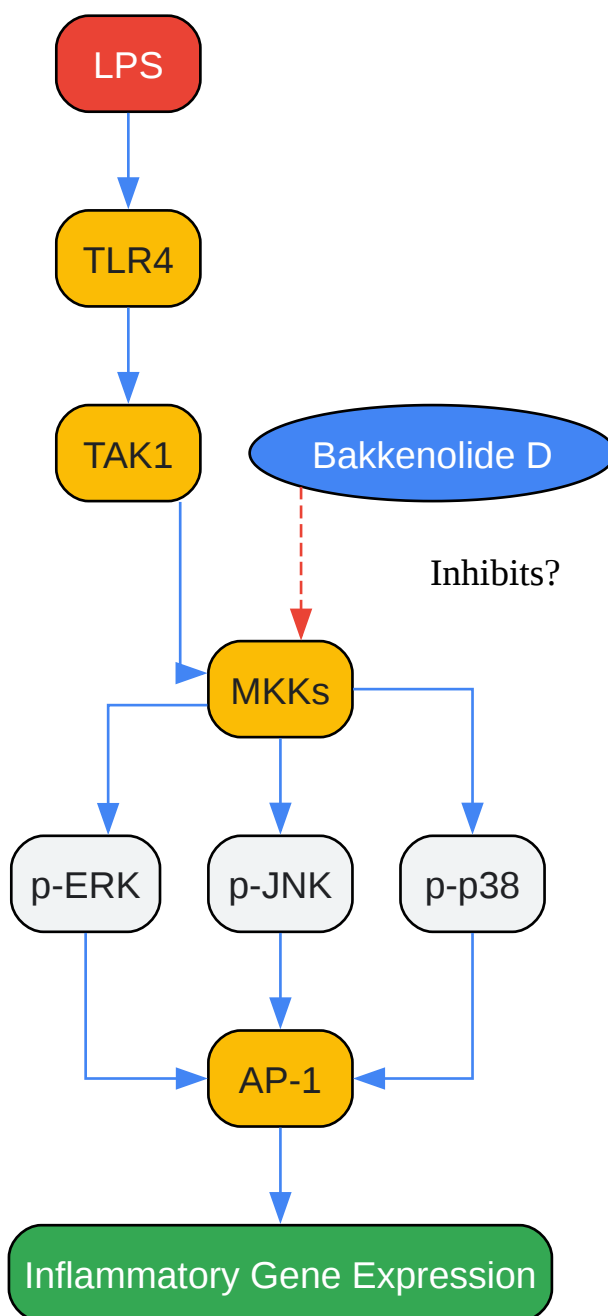 LPS
TLR4
TAK1
Bakkenolide D
Inhibits?
MKKs
p-ERK
p-JNK
p-p38
AP-1
Inflammatory Gene Expression